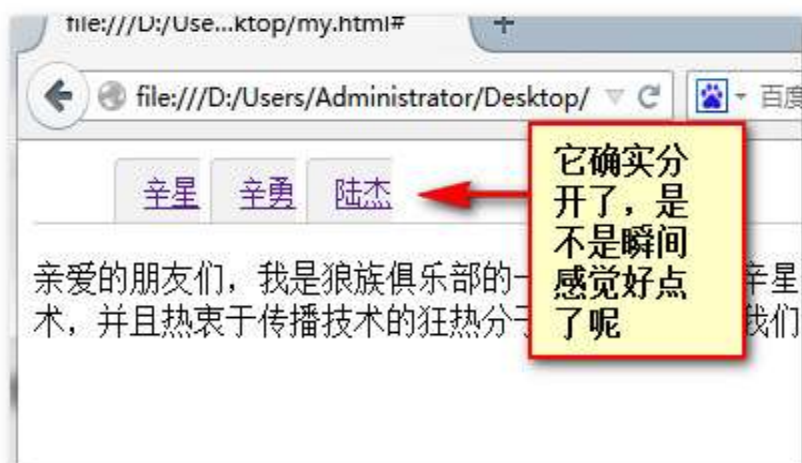 file:///D:/Use...ktop/my.html#
file:///D:/Users/Administrator/Desktop/
百度
辛星 辛勇 陆杰
它确实分
开了，是
不是瞬间
感觉好点
了呢
亲爱的朋友们，我是狼族俱乐部的一 辛星
术，并且热衷于传播技术的狂热分子 我们